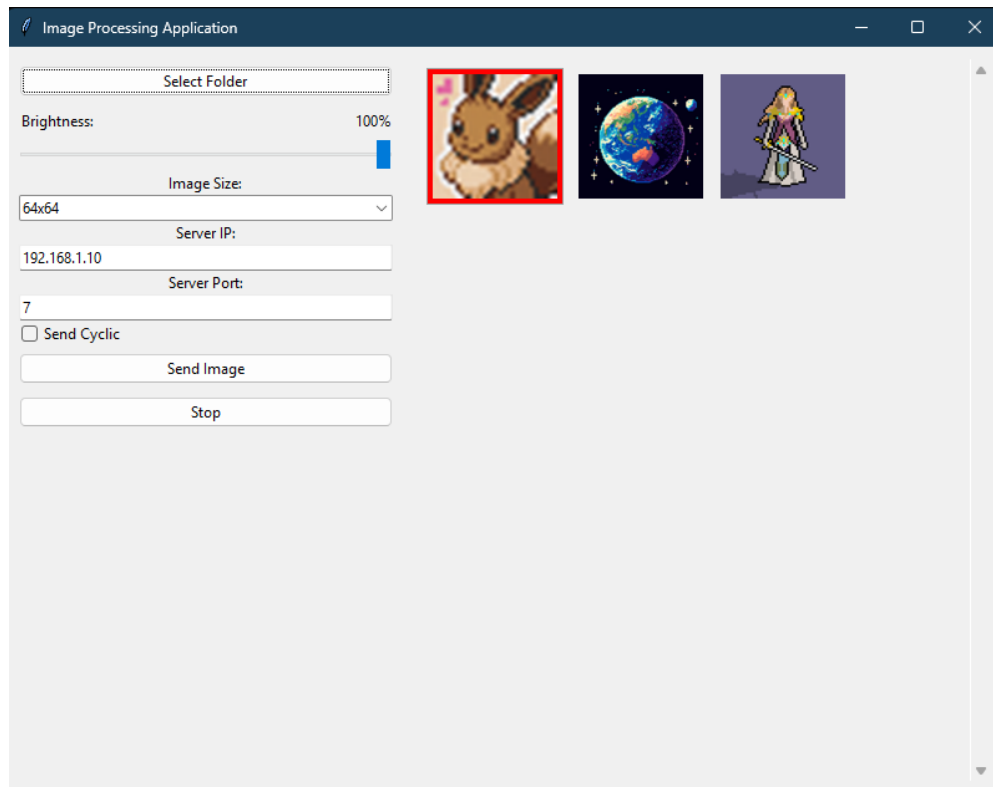 Image Processing Application
Select Folder
Brightness: 100%
Image Size:
64x64
Server IP:
192.168.1.10
Server Port:
7
Send Cyclic
Send Image
Stop